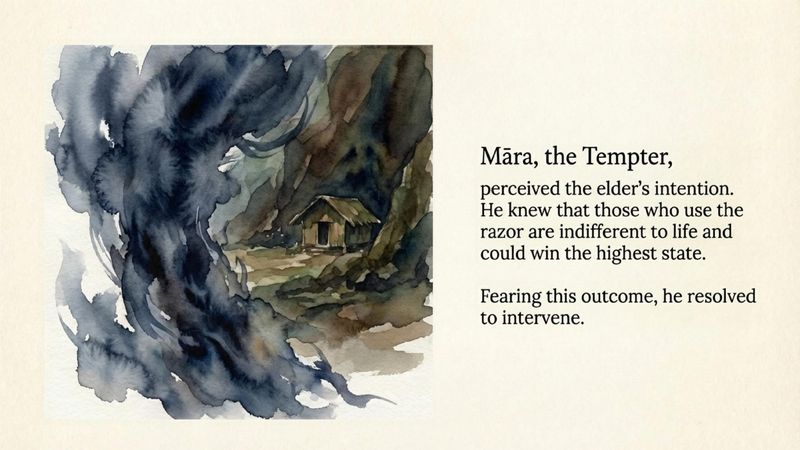 Māra, the Tempter,
perceived the elder’s intention.
He knew that those who use the
razor are indifferent to life and
could win the highest state.
Fearing this outcome, he resolved
to intervene.